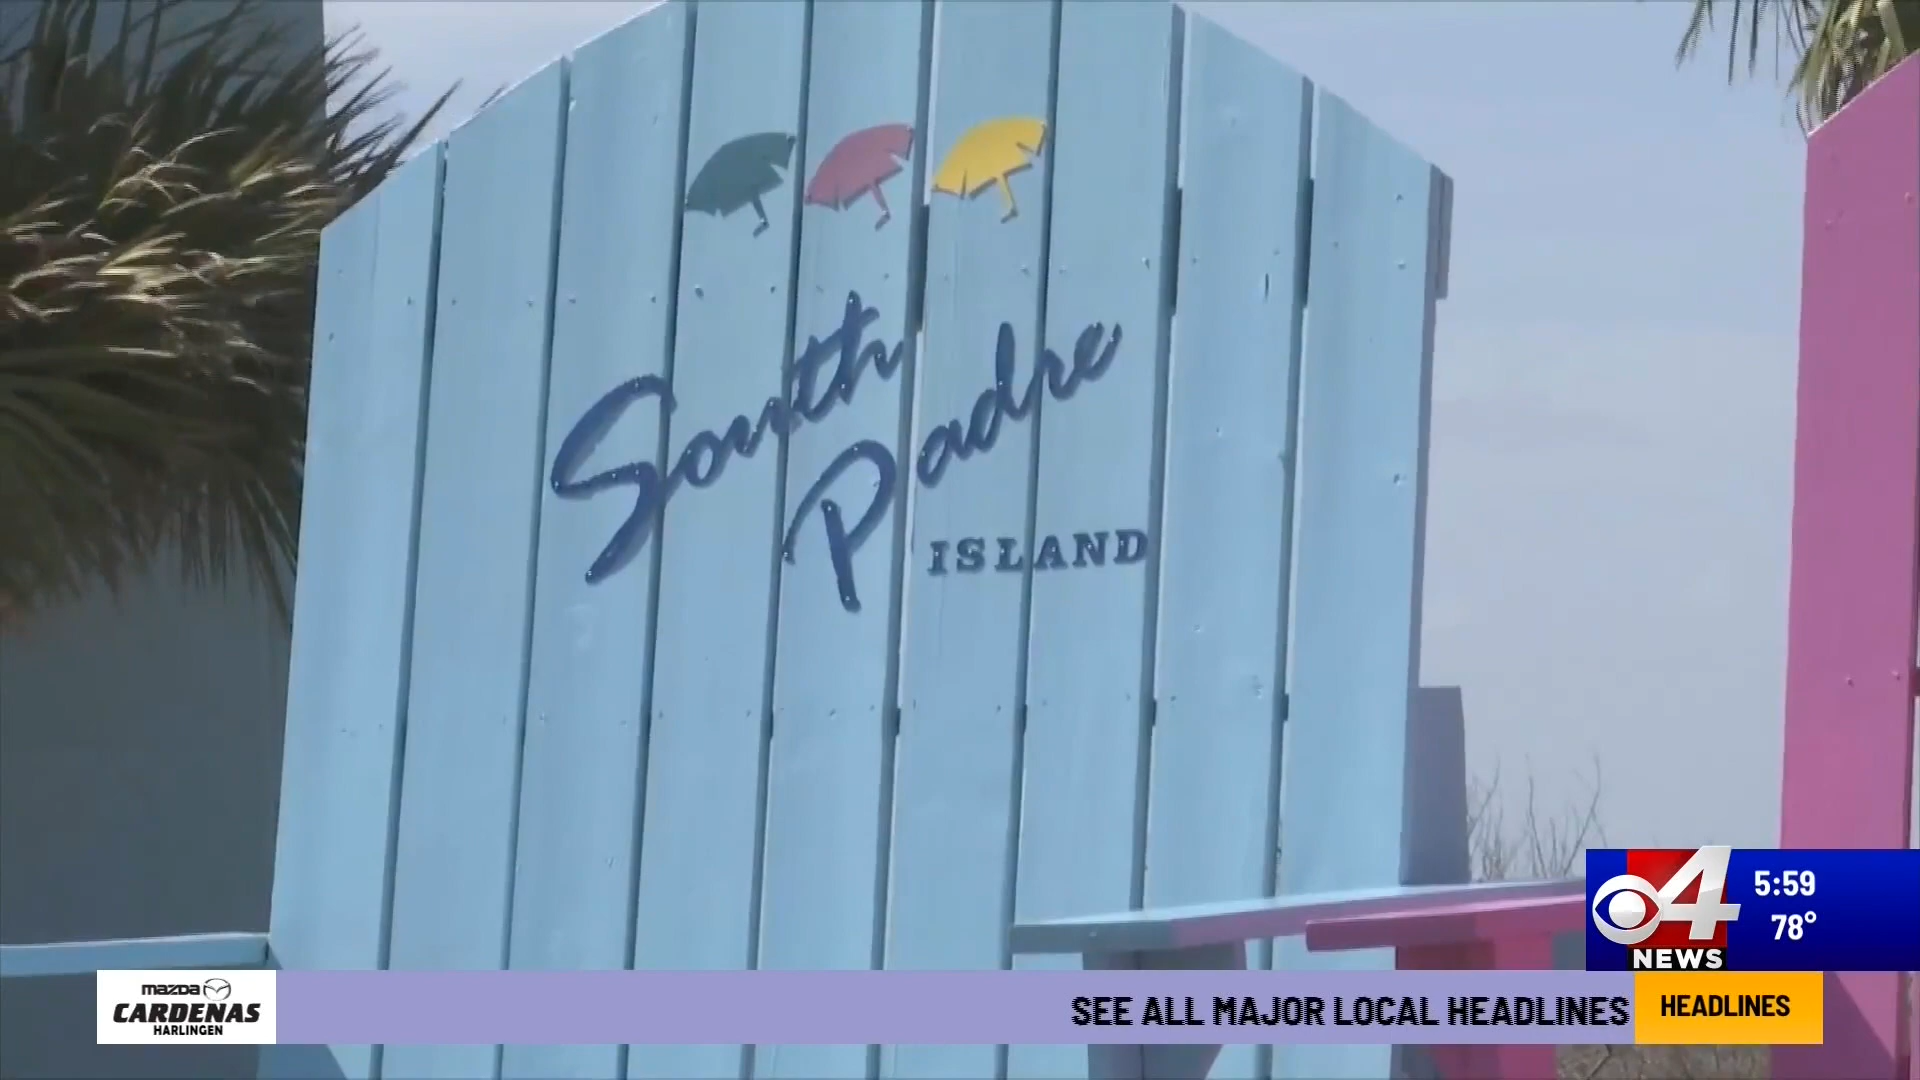 South
Padre
ISLAND
4
NEWS
5:59
78°
mazda
CARDENAS
HARLINGEN
SEE ALL MAJOR LOCAL HEADLINES
HEADLINES